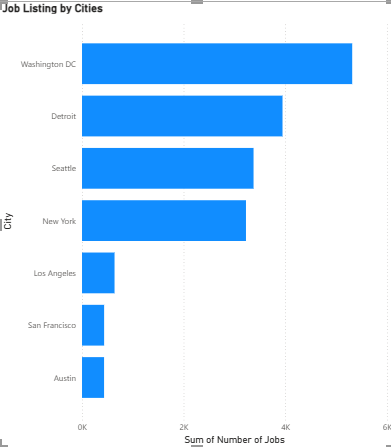 Job Listing by Cities
Washington DC
Detroit
Seattle
New York
City
Los Angeles
San Francisco
Austin
0K 2K 4K 6K
Sum of Number of Jobs